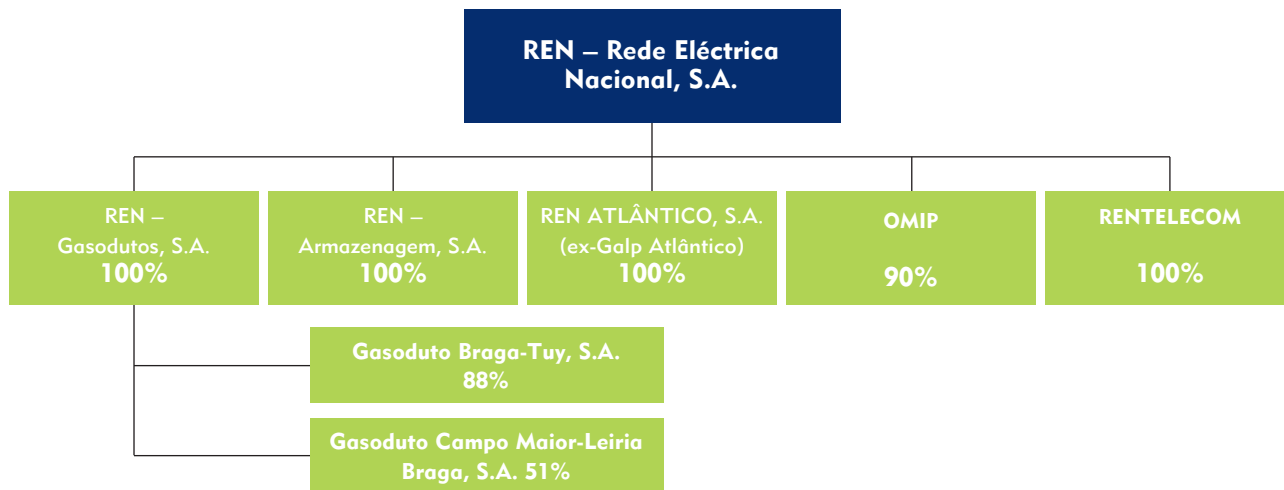 REN – Rede Eléctrica
Nacional, S.A.
REN –
Gasodutos, S.A.
100%
REN –
Armazenagem, S.A.
100%
REN ATLÂNTICO, S.A.
(ex-Galp Atlântico)
100%
OMIP
90%
RENTELECOM
100%
Gasoduto Braga-Tuy, S.A.
88%
Gasoduto Campo Maior-Leiria
Braga, S.A. 51%